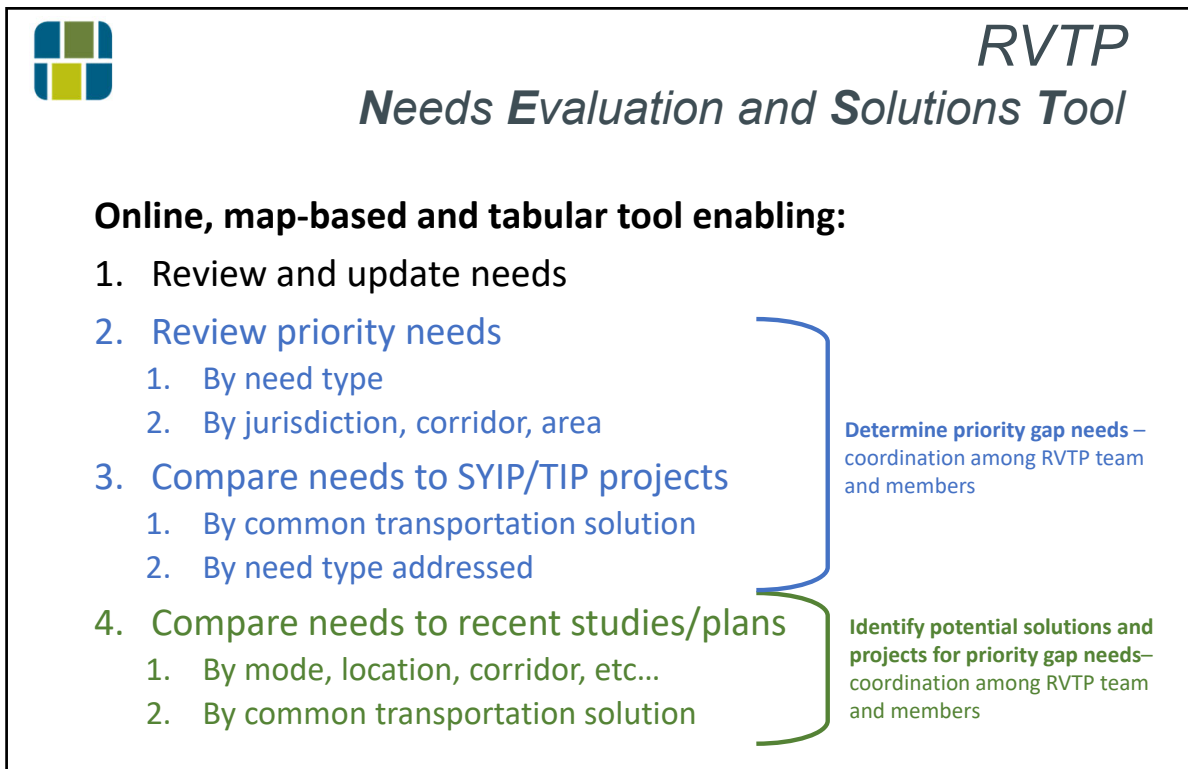 RVTP
Needs Evaluation and Solutions Tool
Online, map-based and tabular tool enabling:
1. Review and update needs
2. Review priority needs
1. By need type
2. By jurisdiction, corridor, area
3. Compare needs to SYIP/TIP projects
1. By common transportation solution
2. By need type addressed
Determine priority gap needs –
coordination among RVTP team
and members
4. Compare needs to recent studies/plans
1. By mode, location, corridor, etc…
2. By common transportation solution
Identify potential solutions and
projects for priority gap needs–
coordination among RVTP team
and members